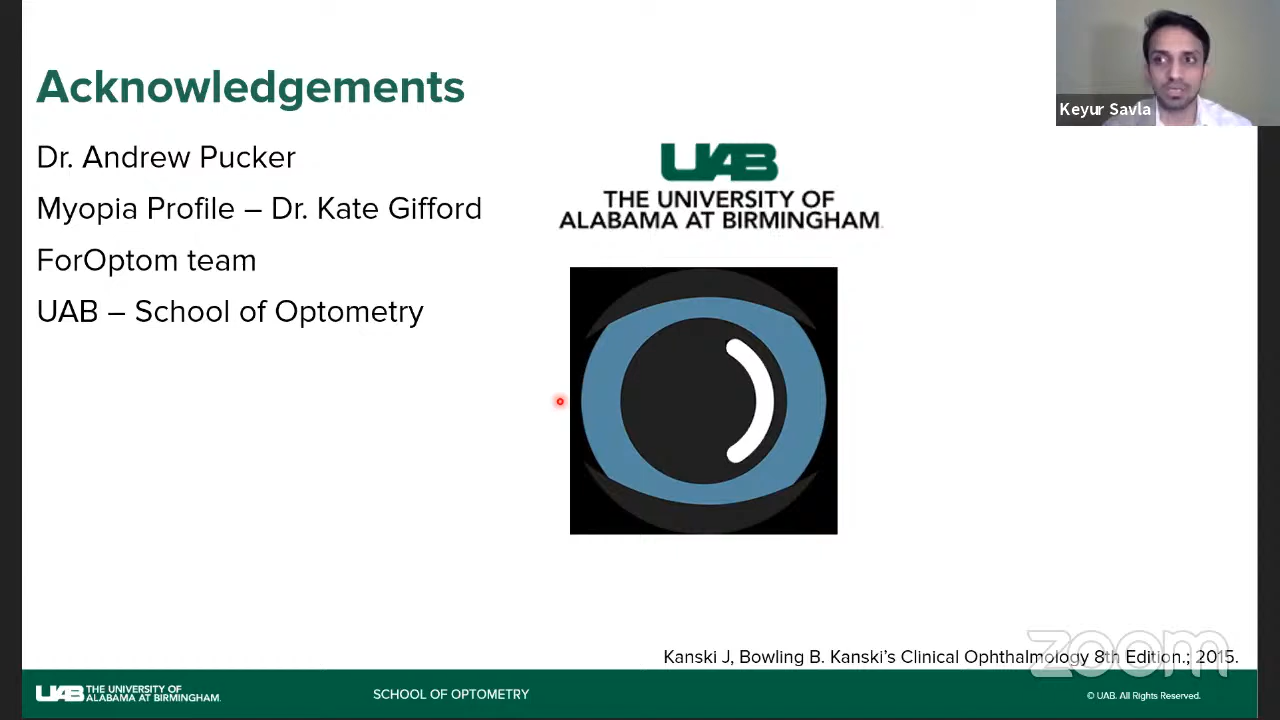 Acknowledgements
Keyur Savla
Dr. Andrew Pucker
Myopia Profile – Dr. Kate Gifford
ForOptom team
UAB – School of Optometry
UAB
THE UNIVERSITY OF
ALABAMA AT BIRMINGHAM.
zoom
Kanski J, Bowling B. Kanski's Clinical Ophthalmology 8th Edition.; 2015.
UAB THE UNIVERSITY OF
ALABAMA AT BIRMINGHAM.
SCHOOL OF OPTOMETRY
© UAB. All Rights Reserved.